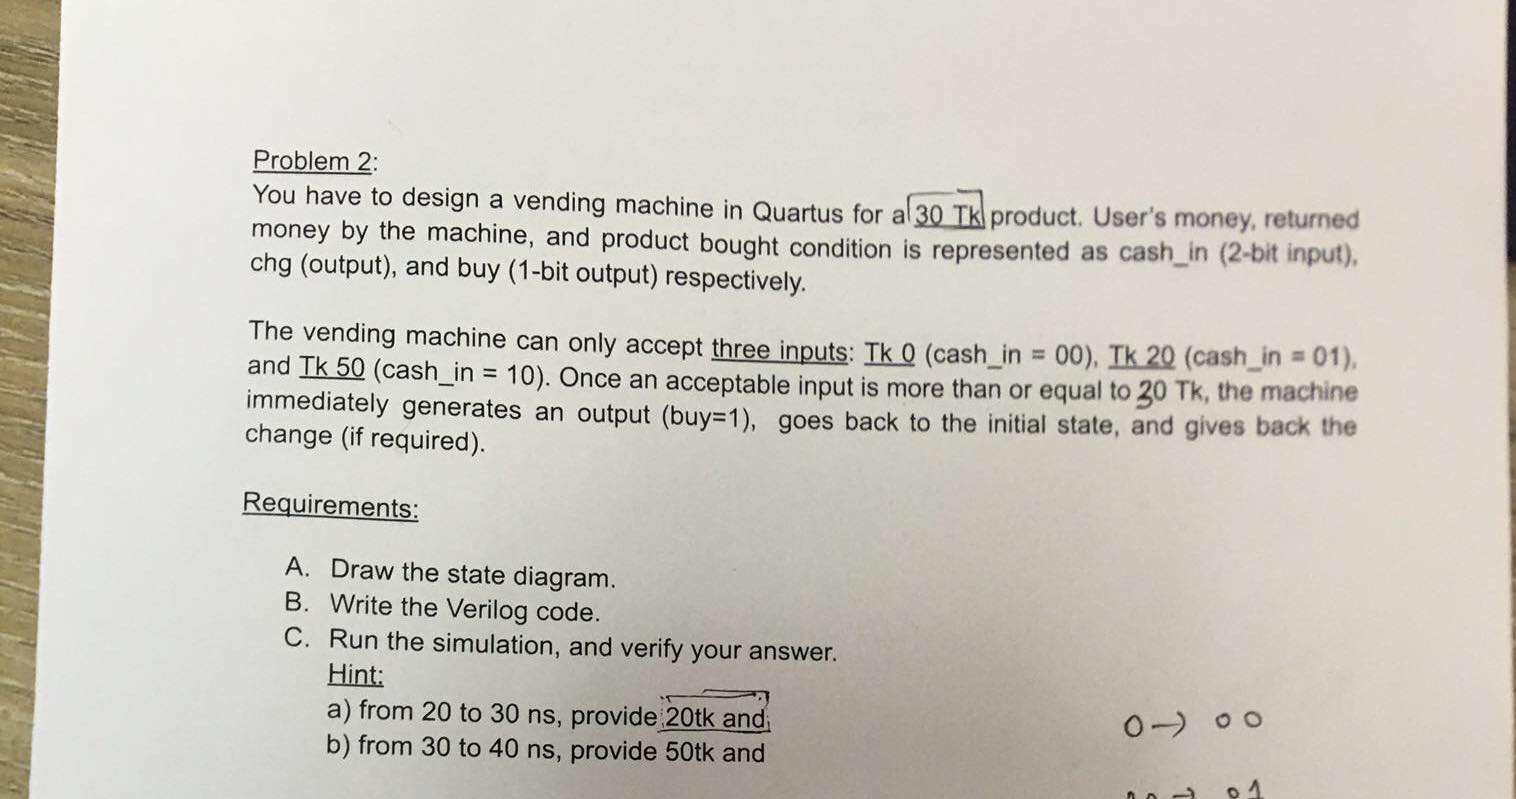 Problem 2:
You have to design a vending machine in Quartus for a 30 Tk product. User's money, returned
money by the machine, and product bought condition is represented as cash_in (2-bit input),
chg (output), and buy (1-bit output) respectively.
The vending machine can only accept three inputs: Tk 0 (cash_in = 00), Tk 20 (cash_in = 01),
and Tk 50 (cash_in = 10). Once an acceptable input is more than or equal to 30 Tk, the machine
immediately generates an output (buy=1), goes back to the initial state, and gives back the
change (if required).
Requirements:
A. Draw the state diagram.
B. Write the Verilog code.
C. Run the simulation, and verify your answer.
Hint:
a) from 20 to 30 ns, provide 20tk and
b) from 30 to 40 ns, provide 50tk and
0 → 00
→ 01